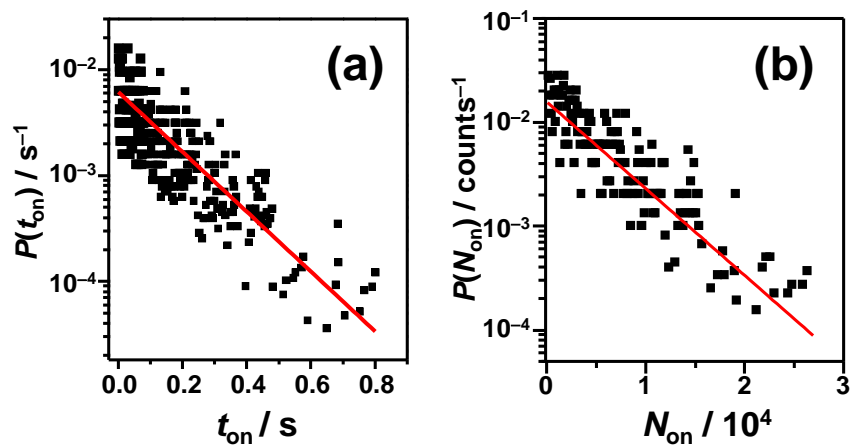 (a)
P(t_on) / s⁻¹
10⁻²
10⁻³
10⁻⁴
0.0 0.2 0.4 0.6 0.8
t_on / s
(b)
P(N_on) / counts⁻¹
10⁻¹
10⁻²
10⁻³
10⁻⁴
0 1 2 3
N_on / 10⁴